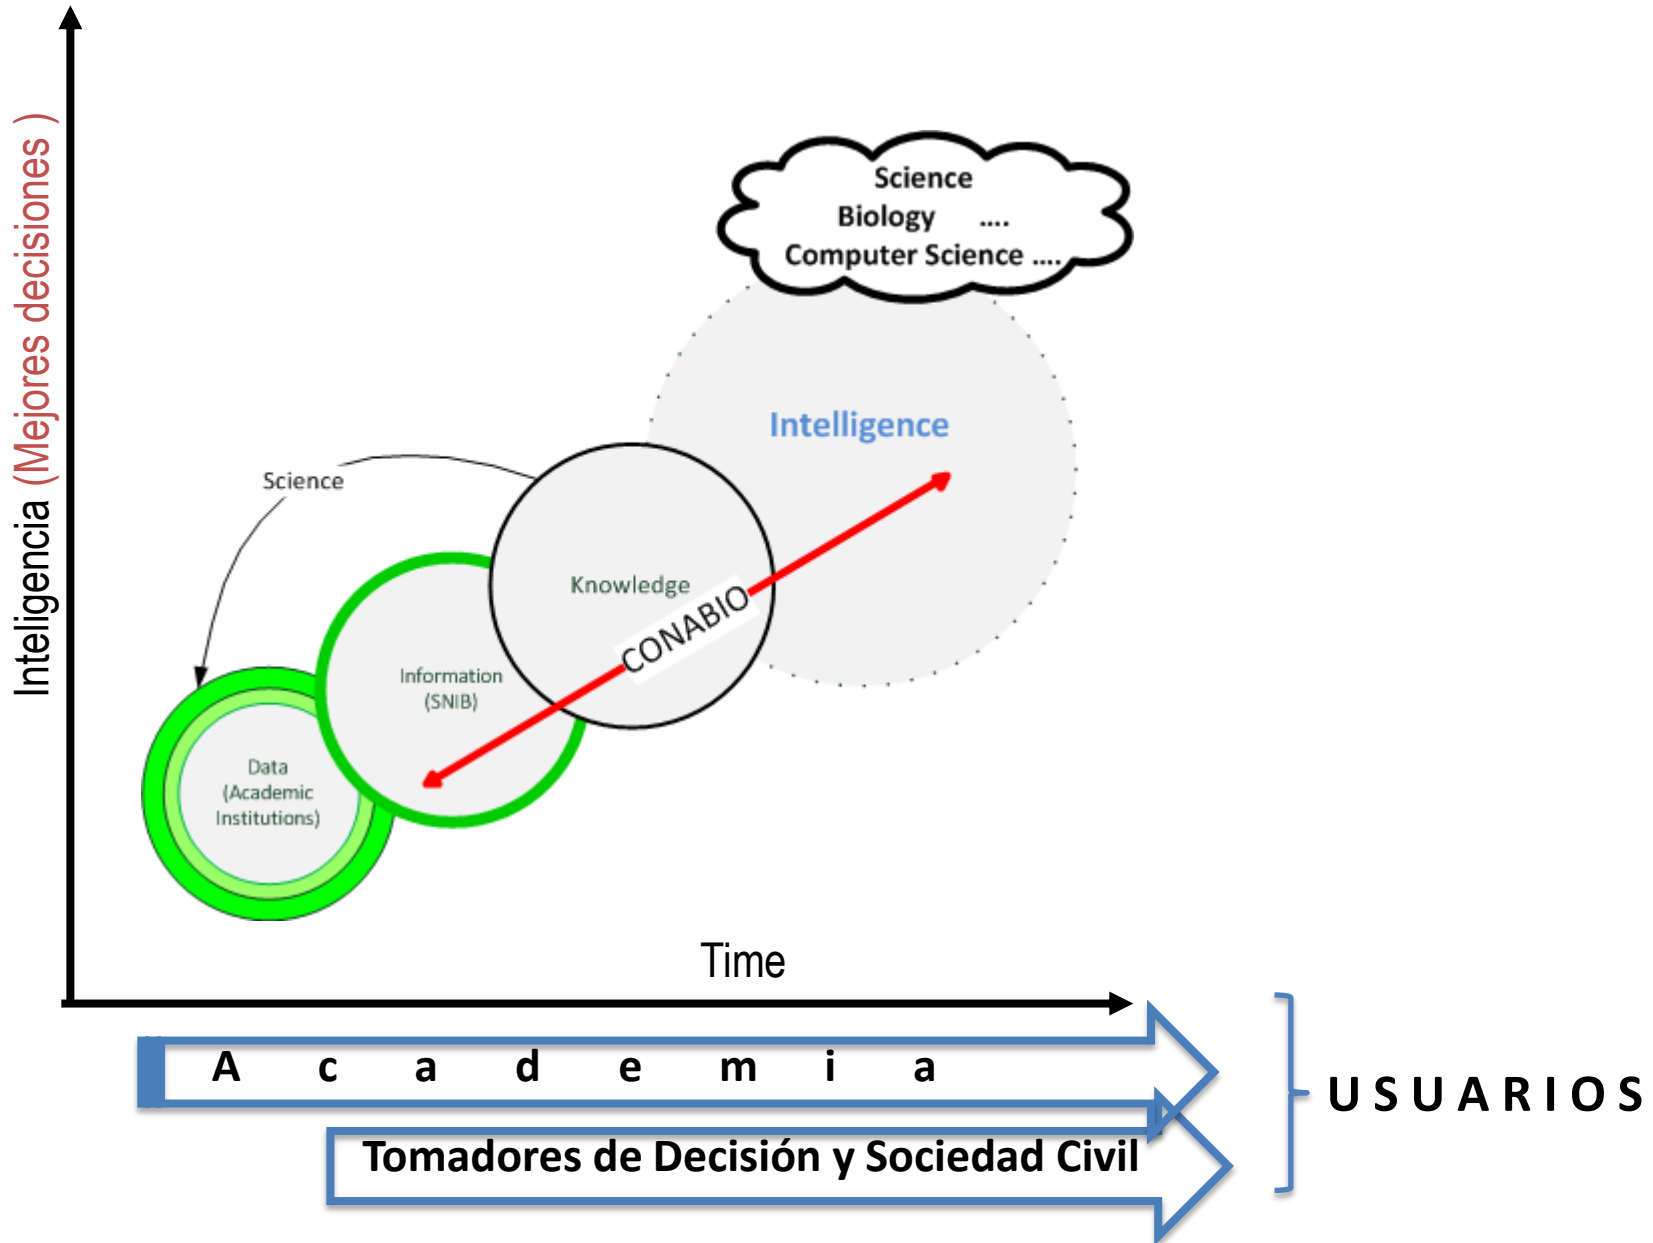 Inteligencia (Mejores decisiones )
Science
Biology ....
Computer Science ....
Intelligence
Science
Knowledge
CONABIO
Information
(SNIB)
Data
(Academic
Institutions)
Time
A c a d e m i a
Tomadores de Decisión y Sociedad Civil
U S U A R I O S